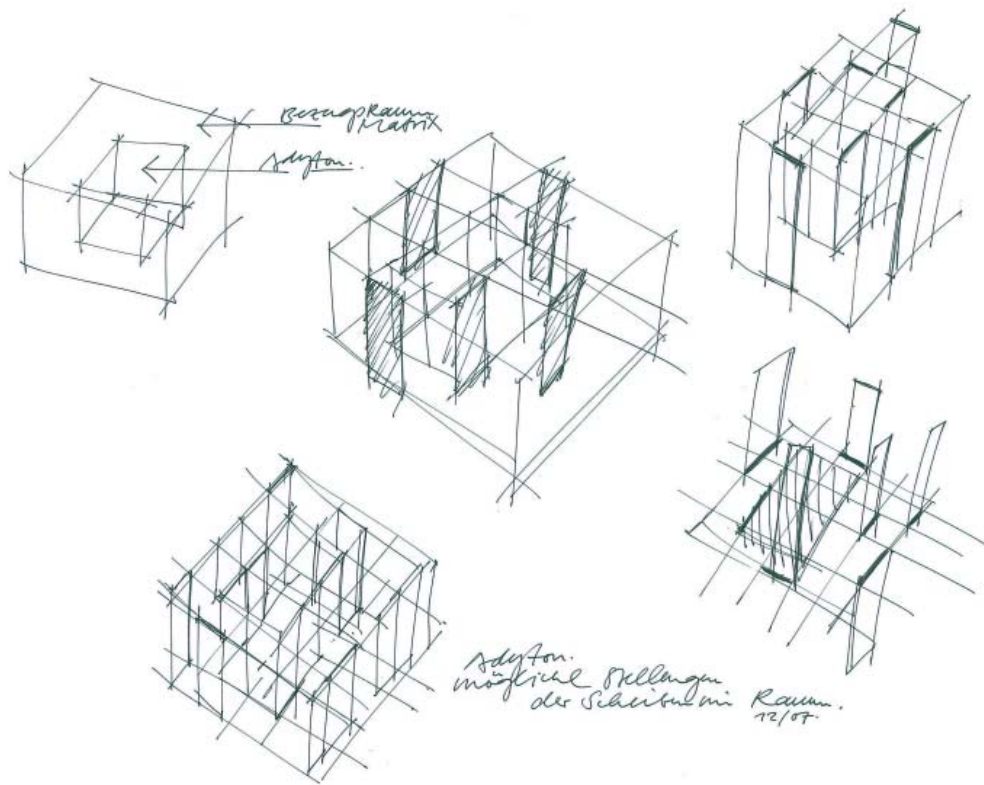 Bezugsraum
Matrix
Adyton.
Adyton.
mögliche Stellungen
der Scheiben im Raum.
12/07.